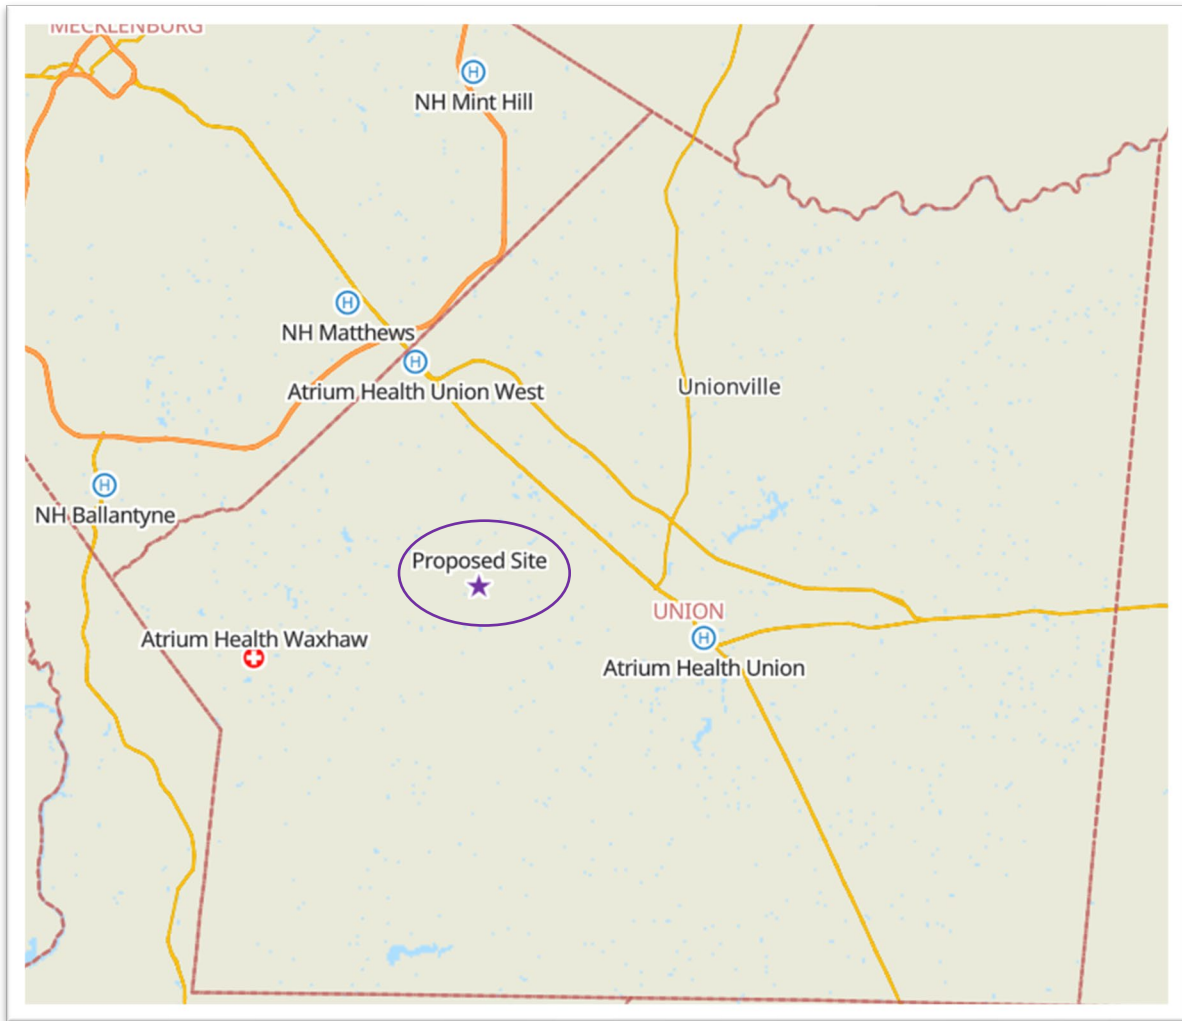 MECKLENBURG
H
NH Mint Hill
H
NH Matthews
H
Atrium Health Union West
Unionville
H
NH Ballantyne
Proposed Site
UNION
Atrium Health Waxhaw
H
Atrium Health Union